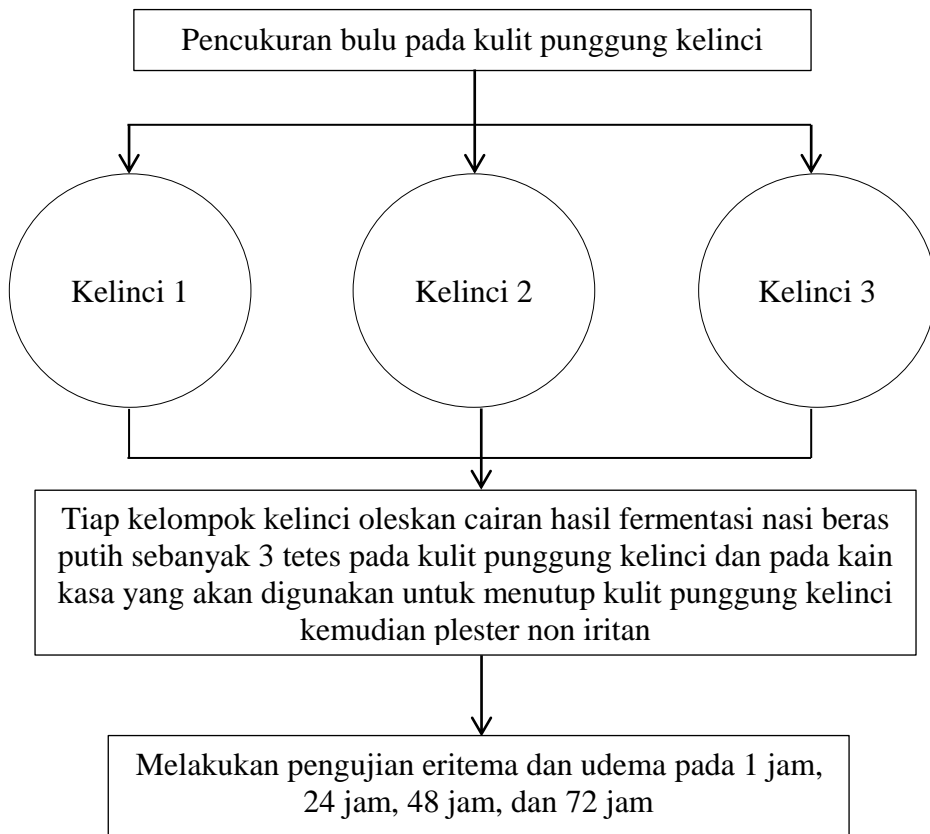 Pencukuran bulu pada kulit punggung kelinci
Kelinci 1
Kelinci 2
Kelinci 3
Tiap kelompok kelinci oleskan cairan hasil fermentasi nasi beras
putih sebanyak 3 tetes pada kulit punggung kelinci dan pada kain
kasa yang akan digunakan untuk menutup kulit punggung kelinci
kemudian plester non iritan
Melakukan pengujian eritema dan udema pada 1 jam,
24 jam, 48 jam, dan 72 jam